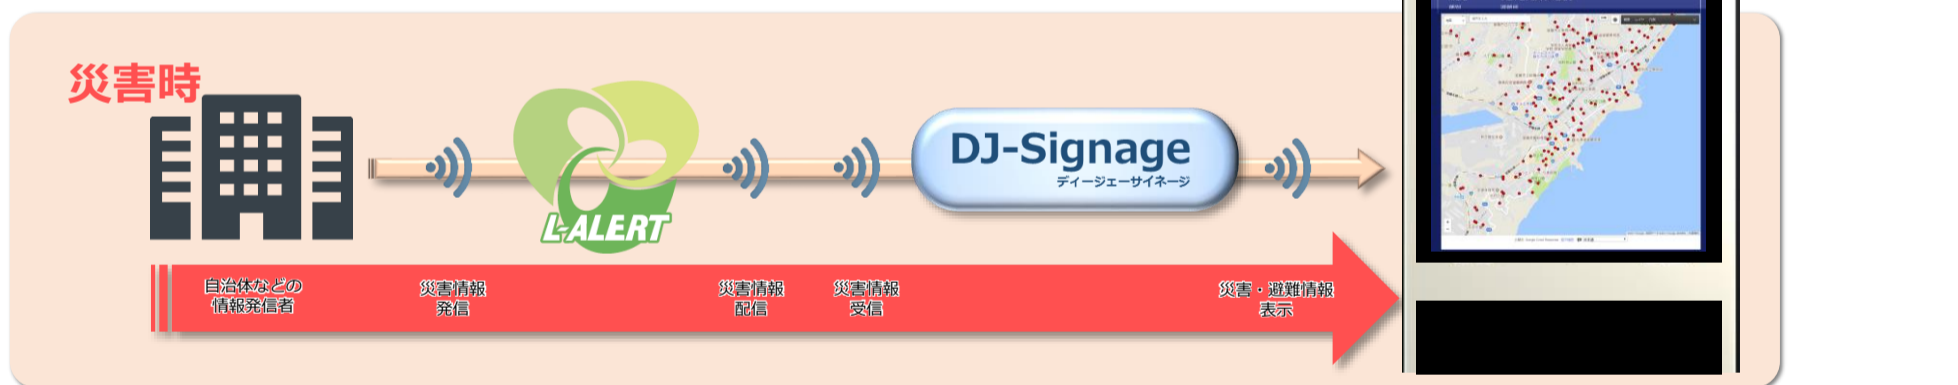 災害時
L-ALERT
DJ-Signage
ディージェーサイネージ
自治体などの
情報発信者
災害情報
発信
災害情報
配信
災害情報
受信
災害・避難情報
表示